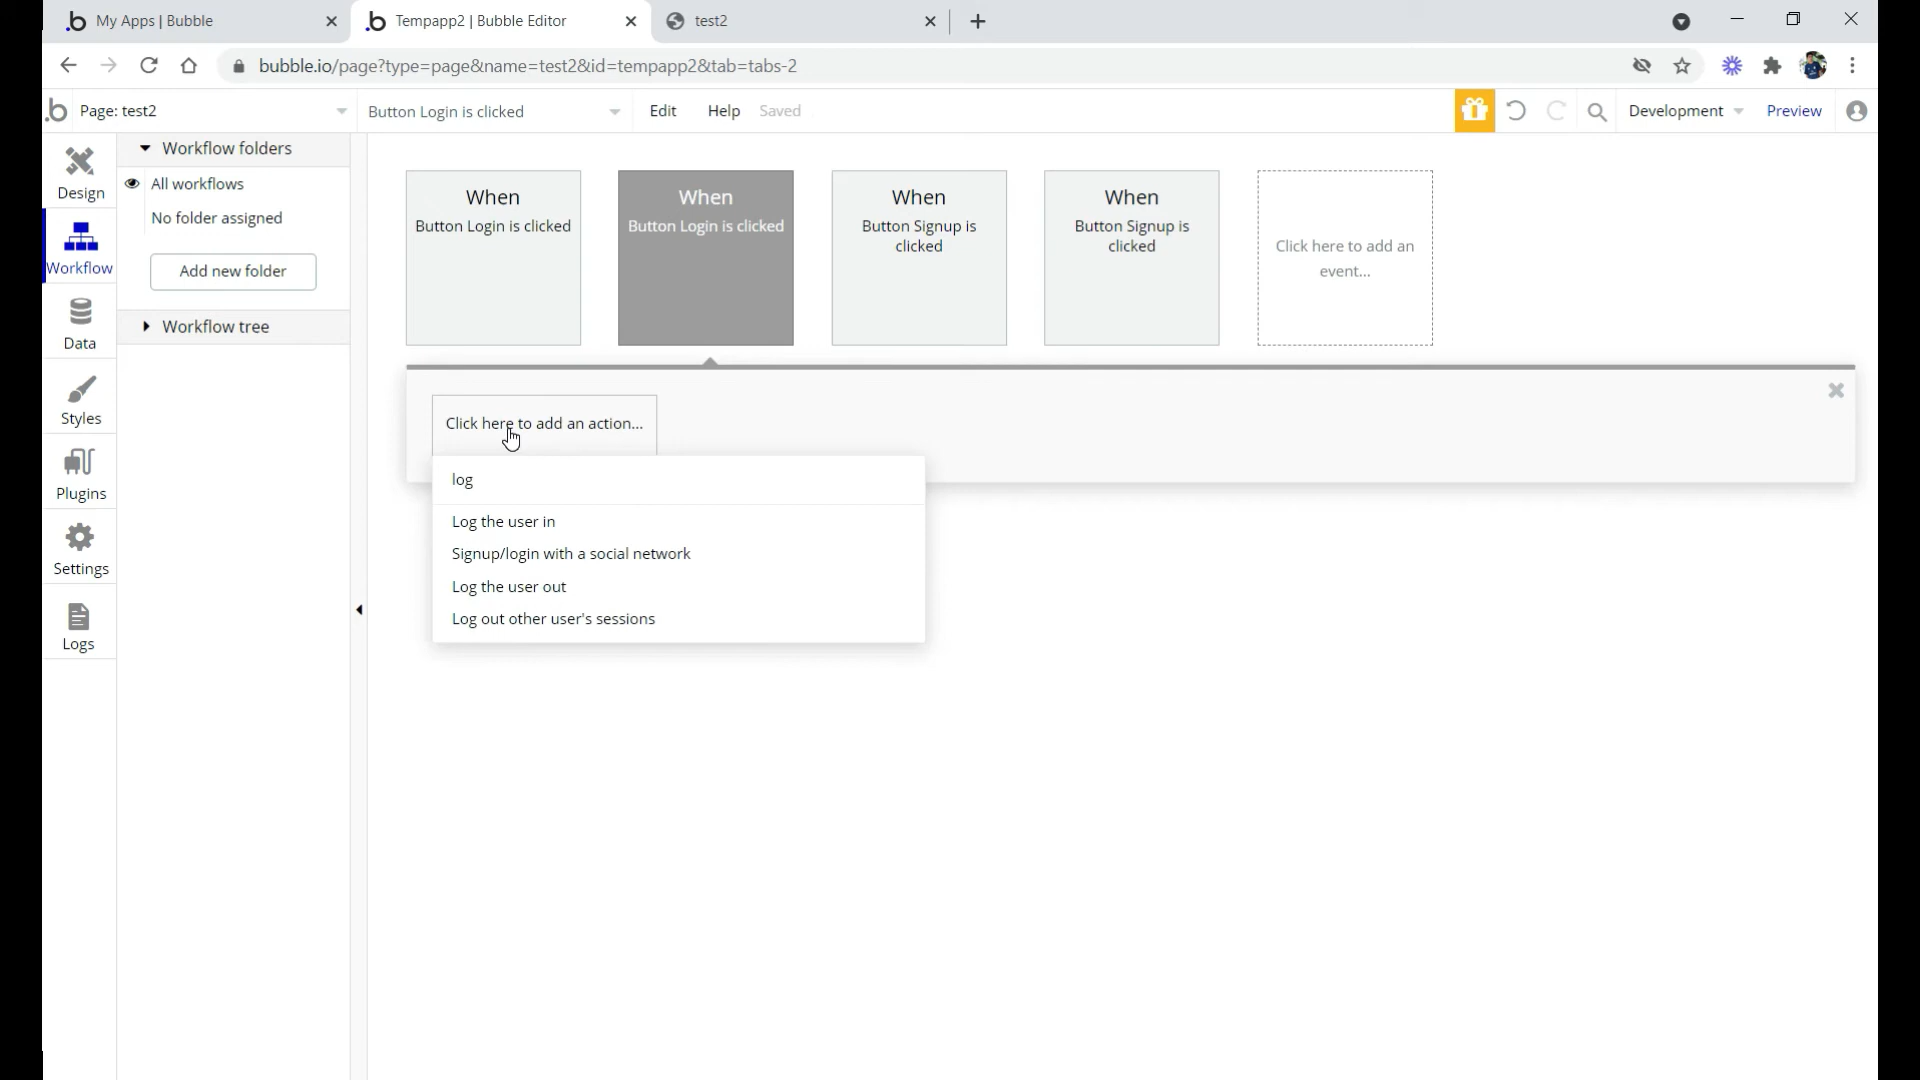 My Apps | Bubble
Tempapp2 | Bubble Editor
test2
bubble.io/page?type=page&name=test2&id=tempapp2&tab=tabs-2
.b
Page: test2
Button Login is clicked
Edit
Help
Saved
Development
Preview
Design
Workflow
Data
Styles
Plugins
Settings
Logs
Workflow folders
All workflows
No folder assigned
Add new folder
Workflow tree
When
Button Login is clicked
When
Button Login is clicked
When
Button Signup is
clicked
When
Button Signup is
clicked
Click here to add an
event...
Click here to add an action...
log
Log the user in
Signup/login with a social network
Log the user out
Log out other user's sessions